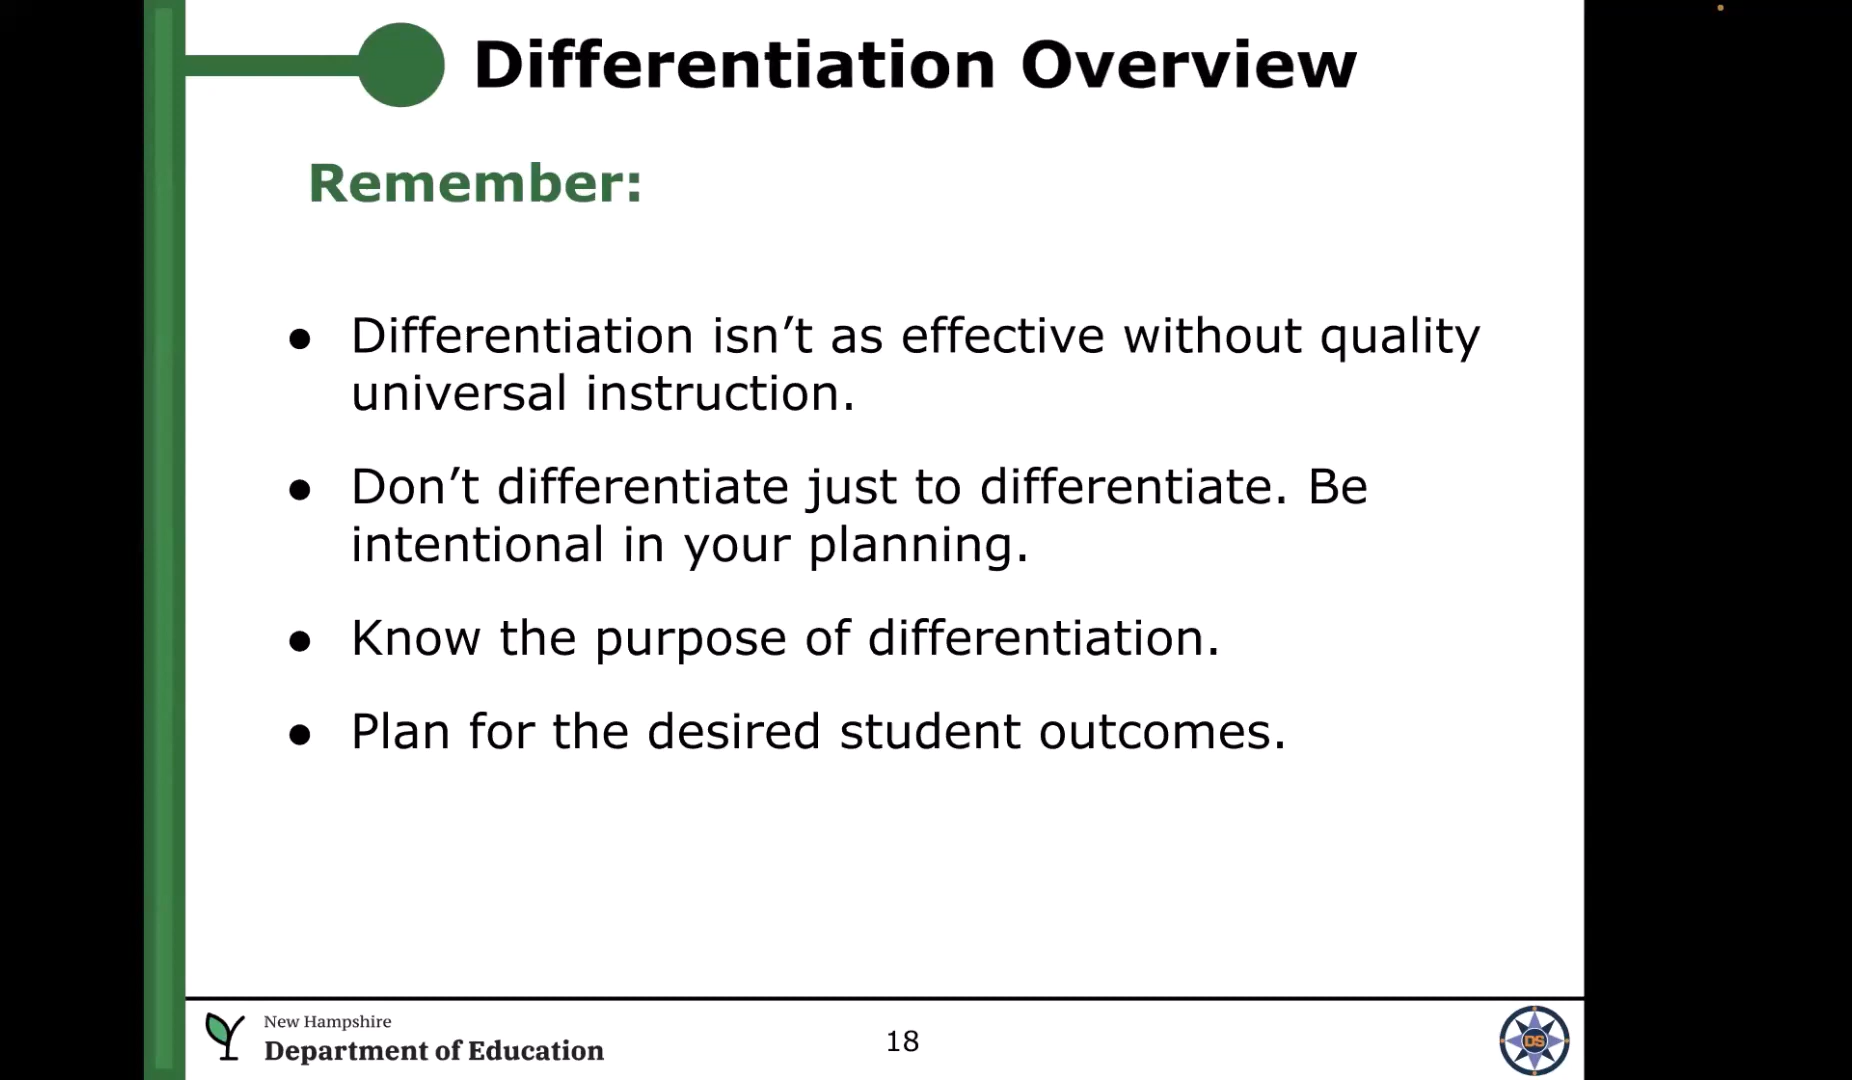 Differentiation Overview
Remember:
● Differentiation isn’t as effective without quality
universal instruction.
● Don’t differentiate just to differentiate. Be
intentional in your planning.
● Know the purpose of differentiation.
● Plan for the desired student outcomes.
New Hampshire
Department of Education
18
DS